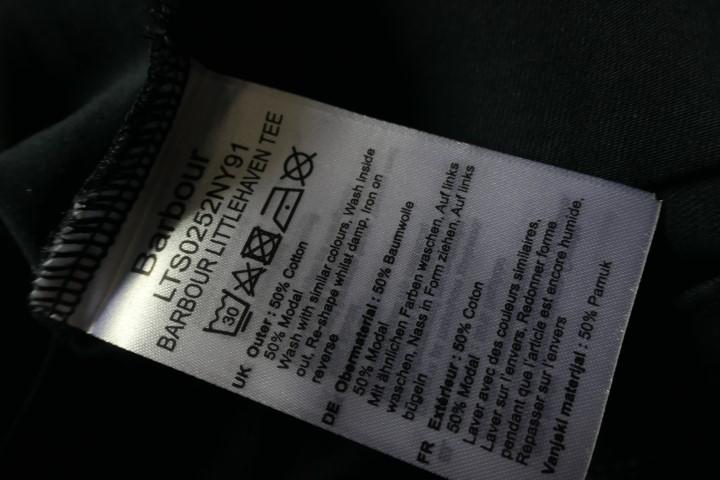 Barbour
LTS0252NY91
BARBOUR LITTLEHAVEN TEE
30
UK Outer : 50% Cotton
50% Modal
Wash with similar colours, Wash inside
out, Re-shape whilst damp, Iron on
reverse
DE Obermaterial : 50% Baumwolle
50% Modal
Mit ähnlichen Farben waschen, Auf links
waschen, Nass in Form ziehen, Auf links
bügeln
FR Extérieur : 50% Coton
50% Modal
Laver avec des couleurs similaires,
Laver sur l'envers, Redonner forme
pendant que l'article est encore humide,
Repasser sur l'envers
Vanjski materijal : 50% Pamuk